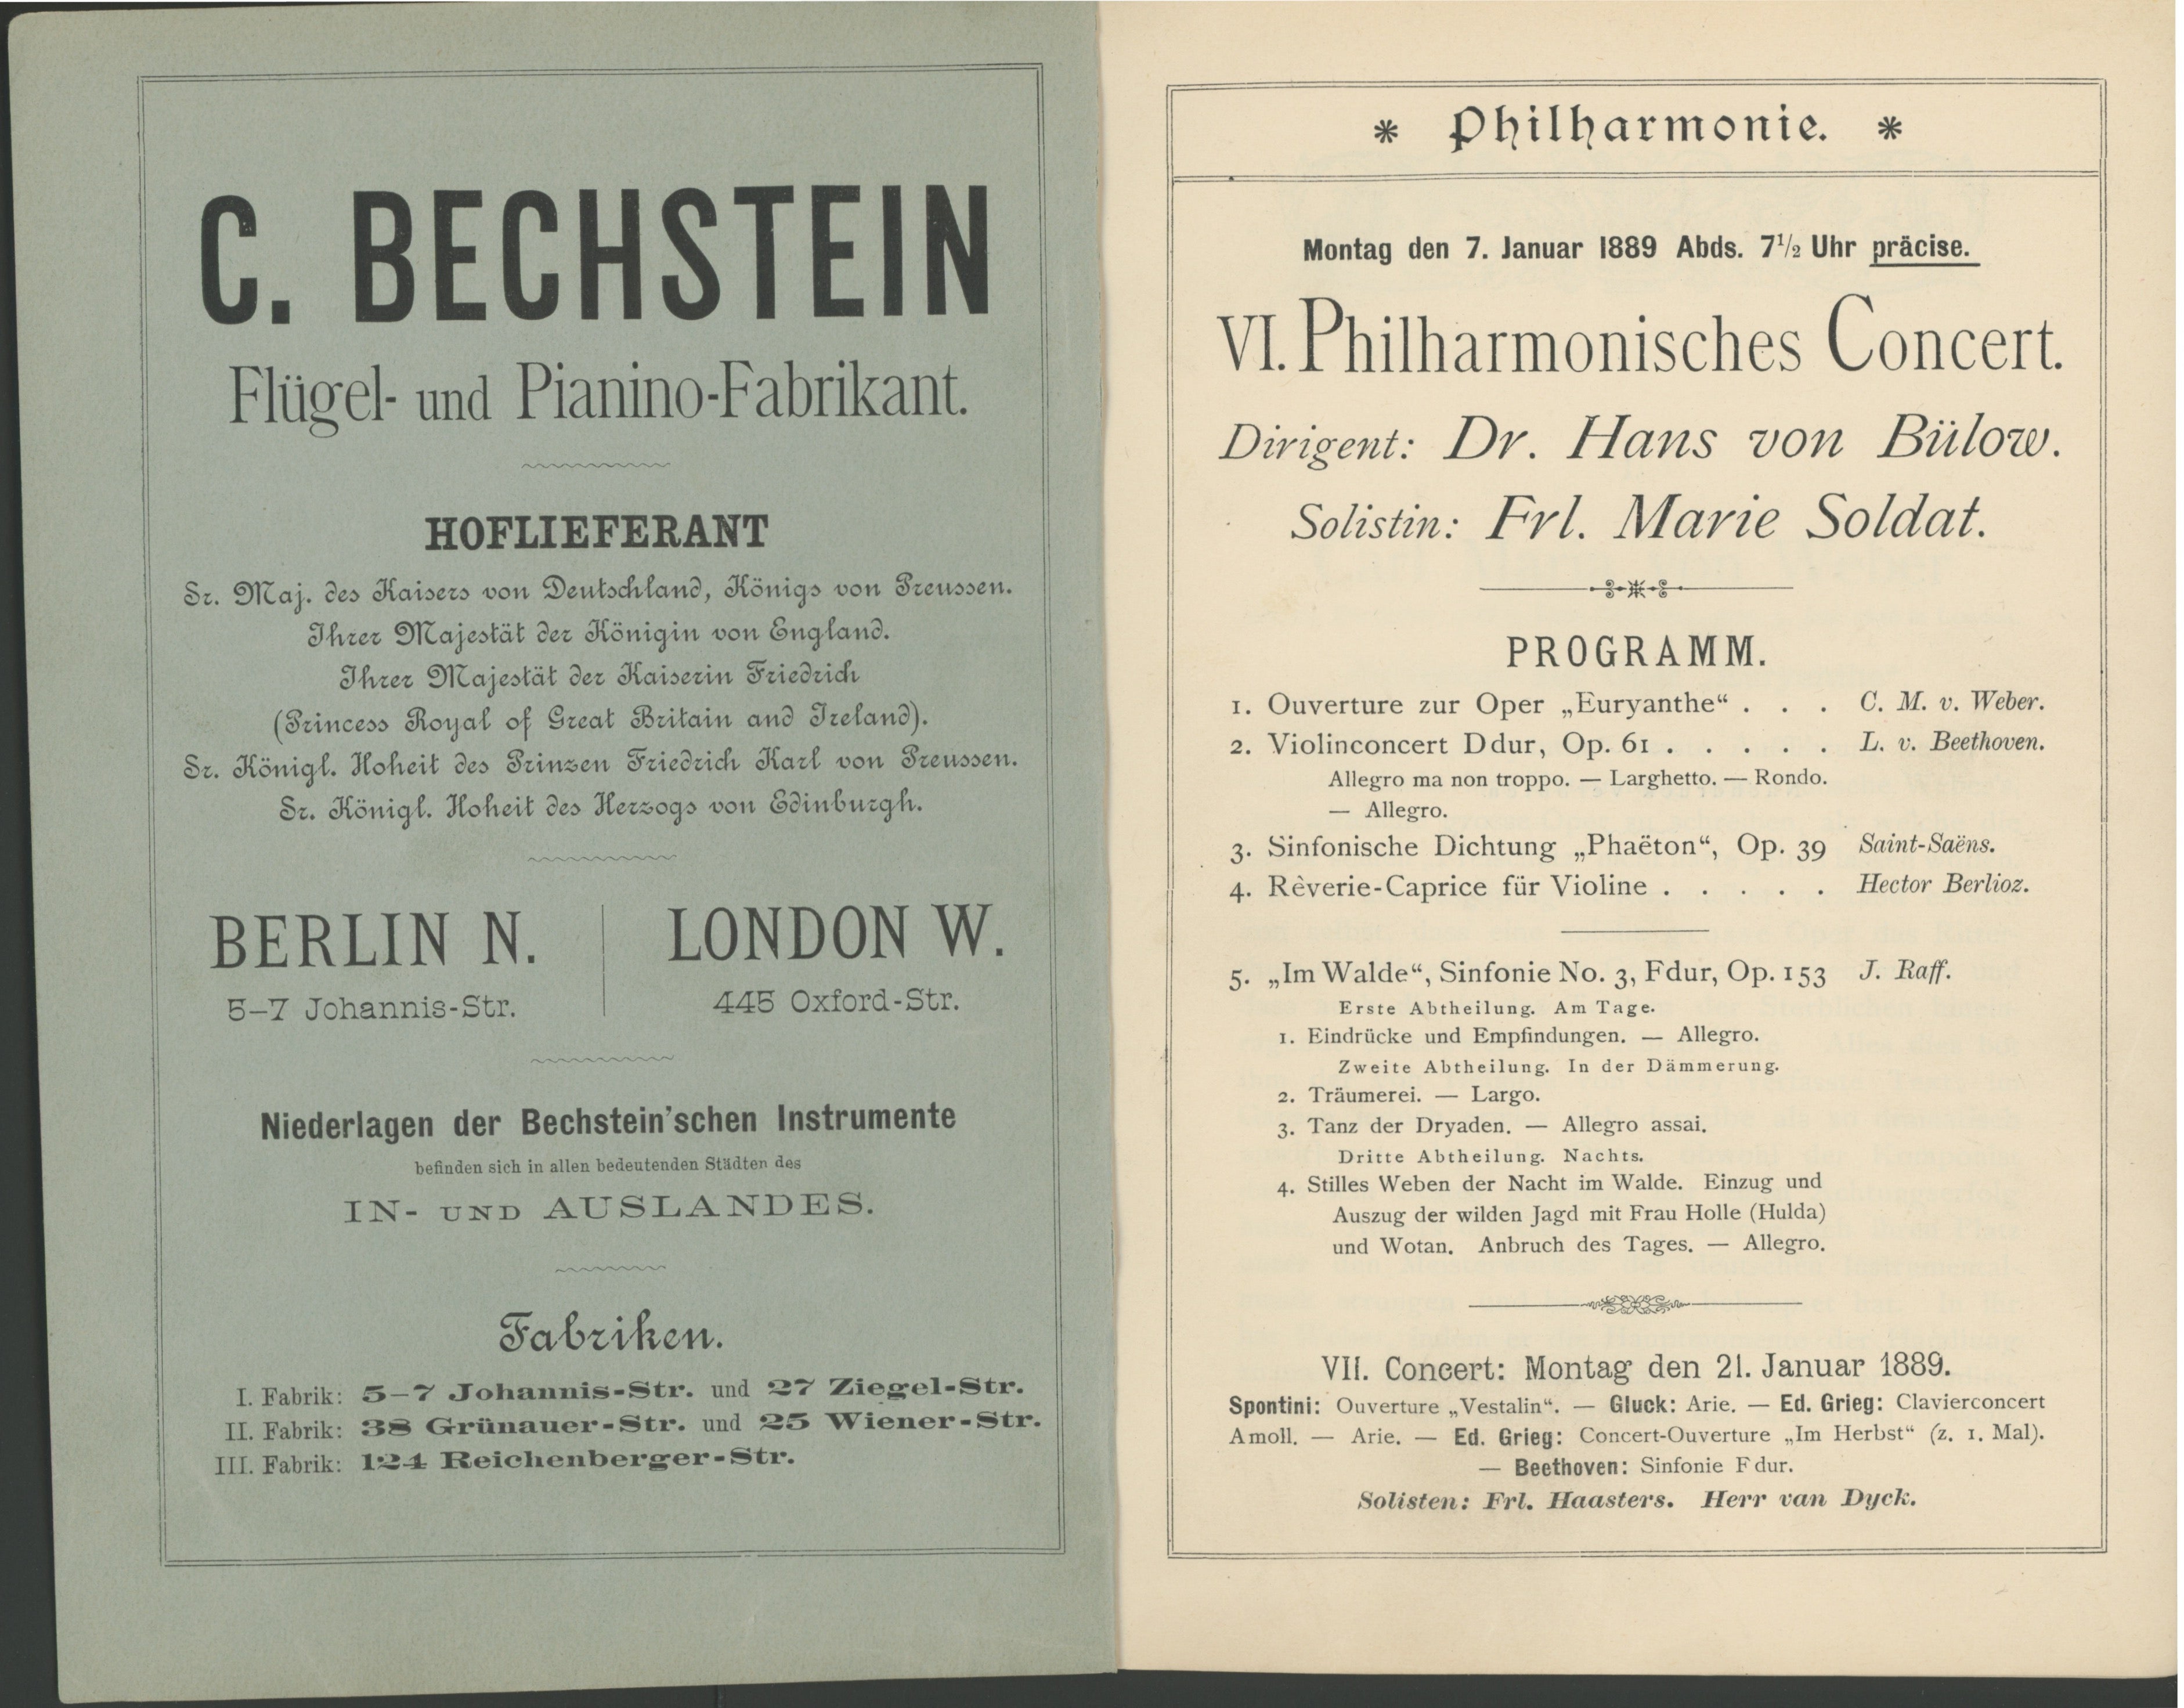 C. BECHSTEIN
Flügel- und Pianino-Fabrikant.
HOFLIEFERANT
Sr. Maj. des Kaisers von Deutschland, Königs von Preussen.
Ihrer Majestät der Königin von England.
Ihrer Majestät der Kaiserin Friedrich
(Princess Royal of Great Britain and Ireland).
Sr. Königl. Hoheit des Prinzen Friedrich Karl von Preussen.
Sr. Königl. Hoheit des Herzogs von Edinburgh.
BERLIN N.
5-7 Johannis-Str.
LONDON W.
445 Oxford-Str.
Niederlagen der Bechstein'schen Instrumente
befinden sich in allen bedeutenden Städten des
IN- UND AUSLANDES.
Fabriken.
I. Fabrik: 5-7 Johannis-Str. und 27 Ziegel-Str.
II. Fabrik: 38 Grünauer-Str. und 25 Wiener-Str.
III. Fabrik: 124 Reichenberger-Str.
* Philharmonie. *
Montag den 7. Januar 1889 Abds. 7½ Uhr präcise.
VI. Philharmonisches Concert.
Dirigent: Dr. Hans von Bülow.
Solistin: Frl. Marie Soldat.
PROGRAMM.
1. Ouverture zur Oper „Euryanthe“ . . . C. M. v. Weber.
2. Violinconcert Ddur, Op. 61 . . . . . L. v. Beethoven.
Allegro ma non troppo. — Larghetto. — Rondo.
— Allegro.
3. Sinfonische Dichtung „Phaëton“, Op. 39 Saint-Saëns.
4. Rèverie-Caprice für Violine . . . . . Hector Berlioz.
5. „Im Walde“, Sinfonie No. 3, Fdur, Op. 153 J. Raff.
Erste Abtheilung. Am Tage.
1. Eindrücke und Empfindungen. — Allegro.
Zweite Abtheilung. In der Dämmerung.
2. Träumerei. — Largo.
3. Tanz der Dryaden. — Allegro assai.
Dritte Abtheilung. Nachts.
4. Stilles Weben der Nacht im Walde. Einzug und
Auszug der wilden Jagd mit Frau Holle (Hulda)
und Wotan. Anbruch des Tages. — Allegro.
VII. Concert: Montag den 21. Januar 1889.
Spontini: Ouverture „Vestalin“. — Gluck: Arie. — Ed. Grieg: Clavierconcert
Amoll. — Arie. — Ed. Grieg: Concert-Ouverture „Im Herbst“ (z. 1. Mal).
— Beethoven: Sinfonie F dur.
Solisten: Frl. Haasters. Herr van Dyck.